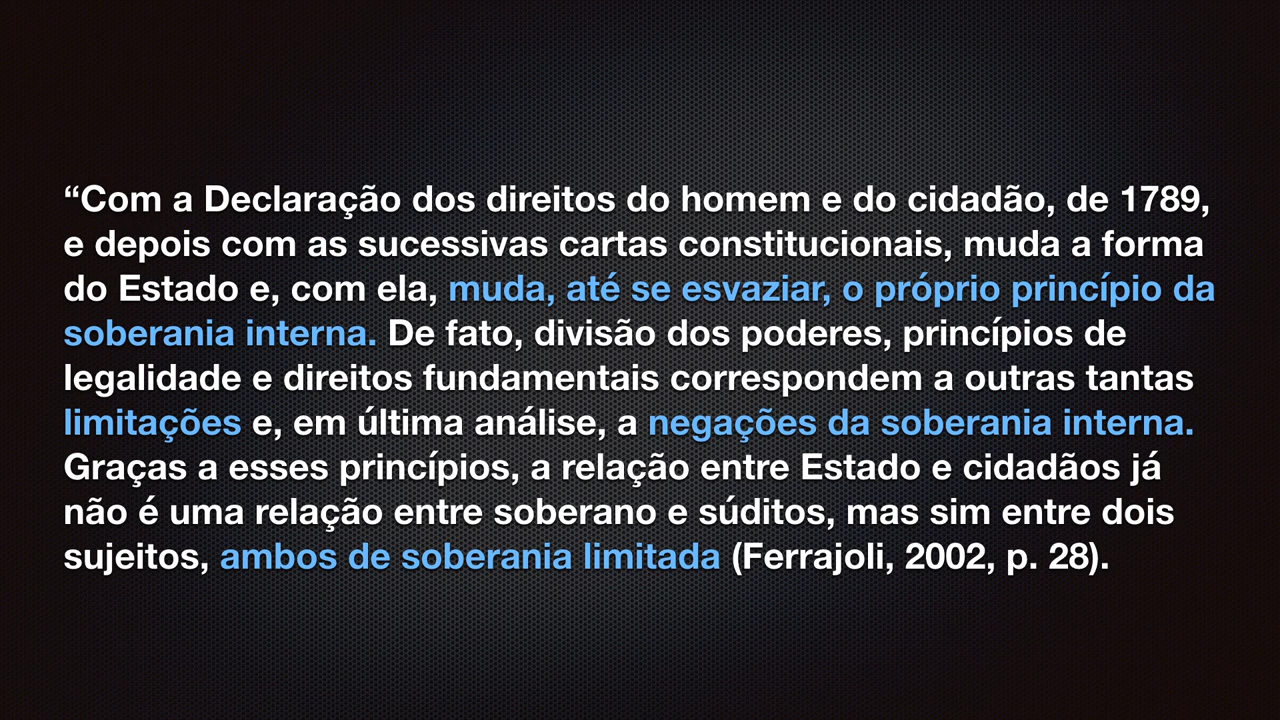 “Com a Declaração dos direitos do homem e do cidadão, de 1789,
e depois com as sucessivas cartas constitucionais, muda a forma
do Estado e, com ela, muda, até se esvaziar, o próprio princípio da
soberania interna. De fato, divisão dos poderes, princípios de
legalidade e direitos fundamentais correspondem a outras tantas
limitações e, em última análise, a negações da soberania interna.
Graças a esses princípios, a relação entre Estado e cidadãos já
não é uma relação entre soberano e súditos, mas sim entre dois
sujeitos, ambos de soberania limitada (Ferrajoli, 2002, p. 28).